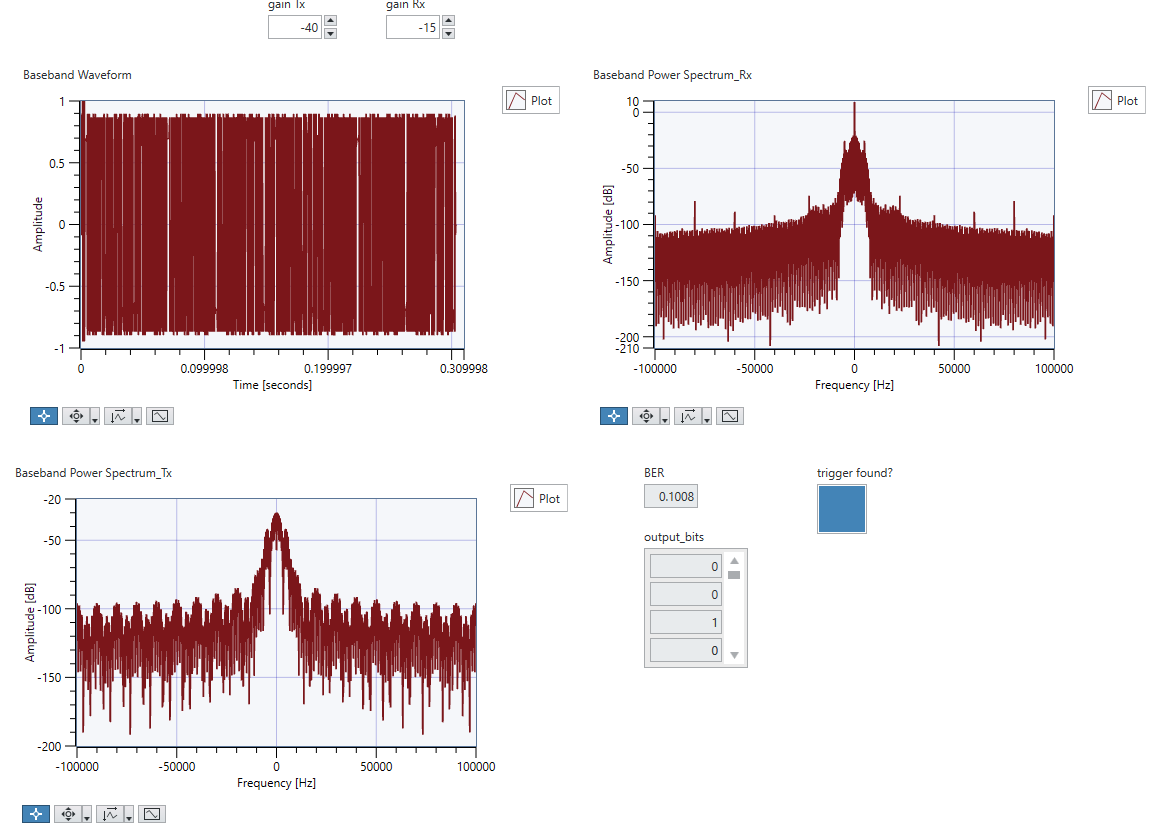 gain Tx gain Rx
-40 -15
Baseband Waveform
Plot
1
0.5
0
-0.5
-1
Amplitude
0 0.099998 0.199997 0.309998
Time [seconds]
Baseband Power Spectrum_Rx
Plot
10
0
-50
-100
-150
-200
-210
Amplitude [dB]
-100000 -50000 0 50000 100000
Frequency [Hz]
Baseband Power Spectrum_Tx
Plot
-20
-50
-100
-150
-200
Amplitude [dB]
-100000 -50000 0 50000 100000
Frequency [Hz]
BER
0.1008
trigger found?
output_bits
0
0
1
0